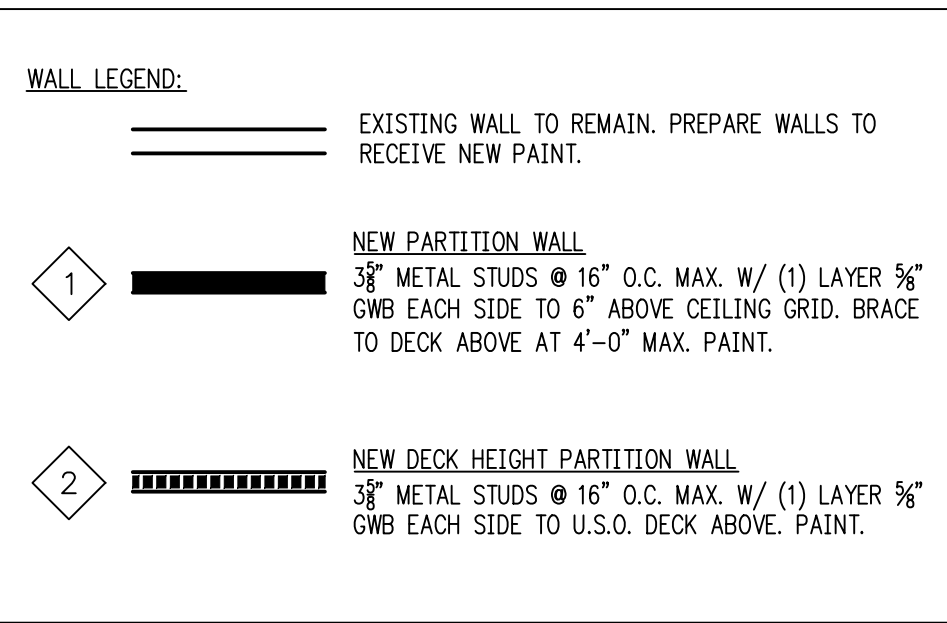 WALL LEGEND:
EXISTING WALL TO REMAIN. PREPARE WALLS TO
RECEIVE NEW PAINT.
1
NEW PARTITION WALL
3⅝" METAL STUDS @ 16" O.C. MAX. W/ (1) LAYER ⅝"
GWB EACH SIDE TO 6" ABOVE CEILING GRID. BRACE
TO DECK ABOVE AT 4'-0" MAX. PAINT.
2
NEW DECK HEIGHT PARTITION WALL
3⅝" METAL STUDS @ 16" O.C. MAX. W/ (1) LAYER ⅝"
GWB EACH SIDE TO U.S.O. DECK ABOVE. PAINT.